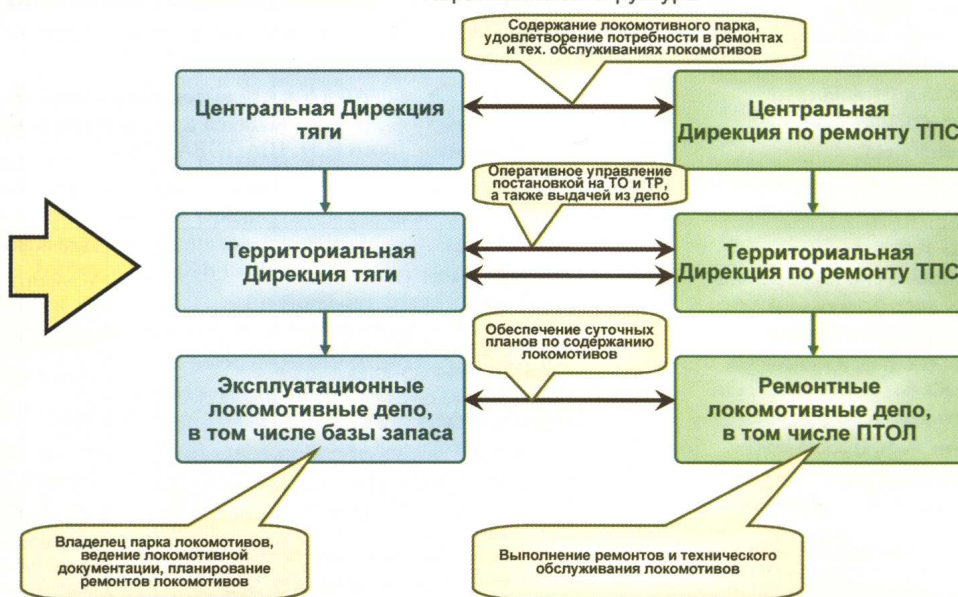 Содержание локомотивного парка,
удовлетворение потребности в ремонтах
и тех. обслуживаниях локомотивов
Центральная Дирекция
тяги
Центральная
Дирекция по ремонту ТПС
Оперативное управление
постановкой на ТО и ТР,
а также выдачей из депо
Территориальная
Дирекция тяги
Территориальная
Дирекция по ремонту ТПС
Обеспечение суточных
планов по содержанию
локомотивов
Эксплуатационные
локомотивные депо,
в том числе базы запаса
Ремонтные
локомотивные депо,
в том числе ПТОЛ
Владелец парка локомотивов,
ведение локомотивной
документации, планирование
ремонтов локомотивов
Выполнение ремонтов и технического
обслуживания локомотивов